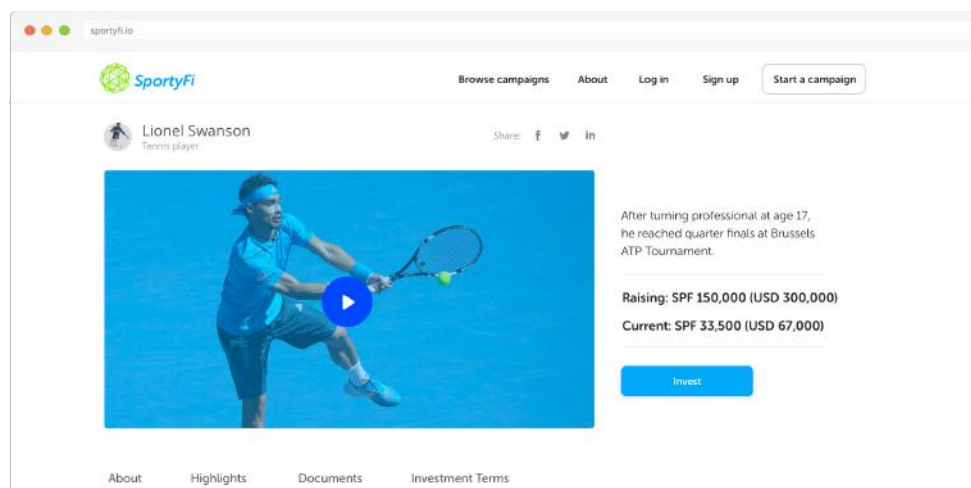 sportyfi.io
SportyFi
Browse campaigns About Log in Sign up Start a campaign
Lionel Swanson
Tennis player
Share: f in
After turning professional at age 17,
he reached quarter finals at Brussels
ATP Tournament.
Raising: SPF 150,000 (USD 300,000)
Current: SPF 33,500 (USD 67,000)
Invest
About Highlights Documents Investment Terms